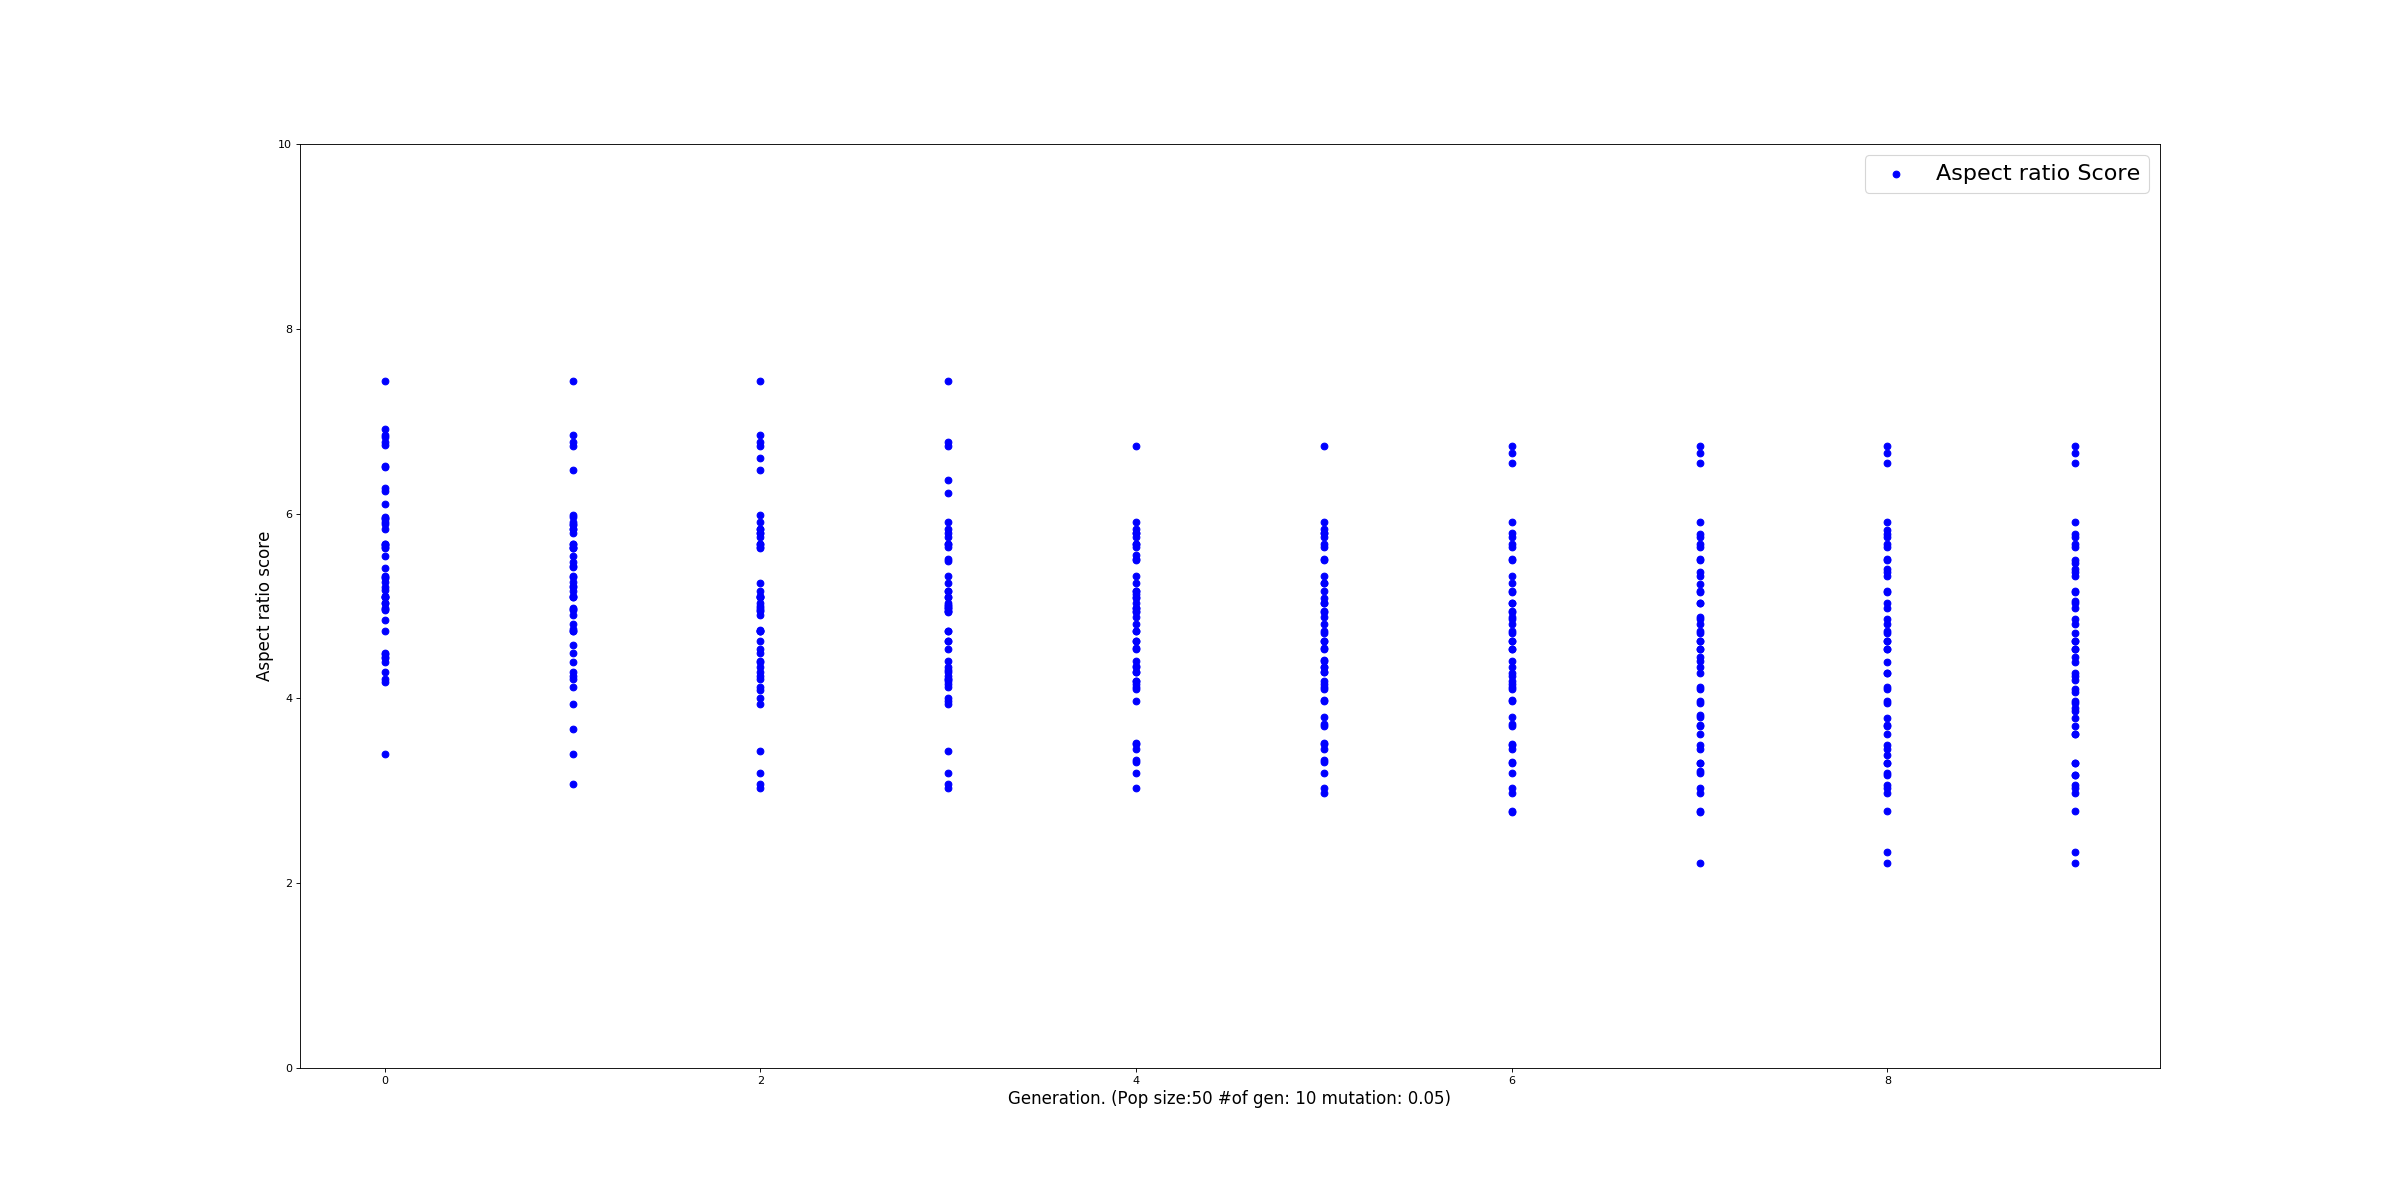 10
8
6
4
2
0
Aspect ratio score
Aspect ratio Score
0 2 4 6 8
Generation. (Pop size:50 #of gen: 10 mutation: 0.05)